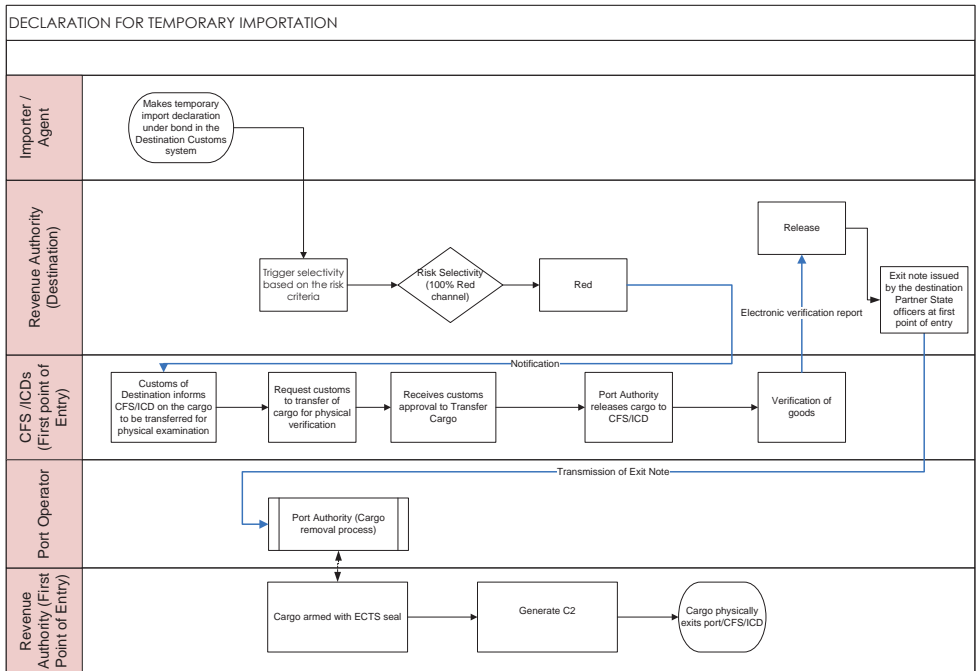 DECLARATION FOR TEMPORARY IMPORTATION
Importer /
Agent
Makes temporary
import declaration
under bond in the
Destination Customs
system
Revenue Authority
(Destination)
Trigger selectivity
based on the risk
criteria
Risk Selectivity
(100% Red
channel)
Red
Release
Exit note issued
by the destination
Partner State
officers at first
point of entry
Electronic verification report
Notification
CFS /ICDs
(First point of
Entry)
Customs of
Destination informs
CFS/ICD on the cargo
to be transferred for
physical examination
Request customs
to transfer of
cargo for physical
verification
Receives customs
approval to Transfer
Cargo
Port Authority
releases cargo to
CFS/ICD
Verification of
goods
Port Operator
Transmission of Exit Note
Port Authority (Cargo
removal process)
Revenue
Authority (First
Point of Entry)
Cargo armed with ECTS seal
Generate C2
Cargo physically
exits port/CFS/ICD